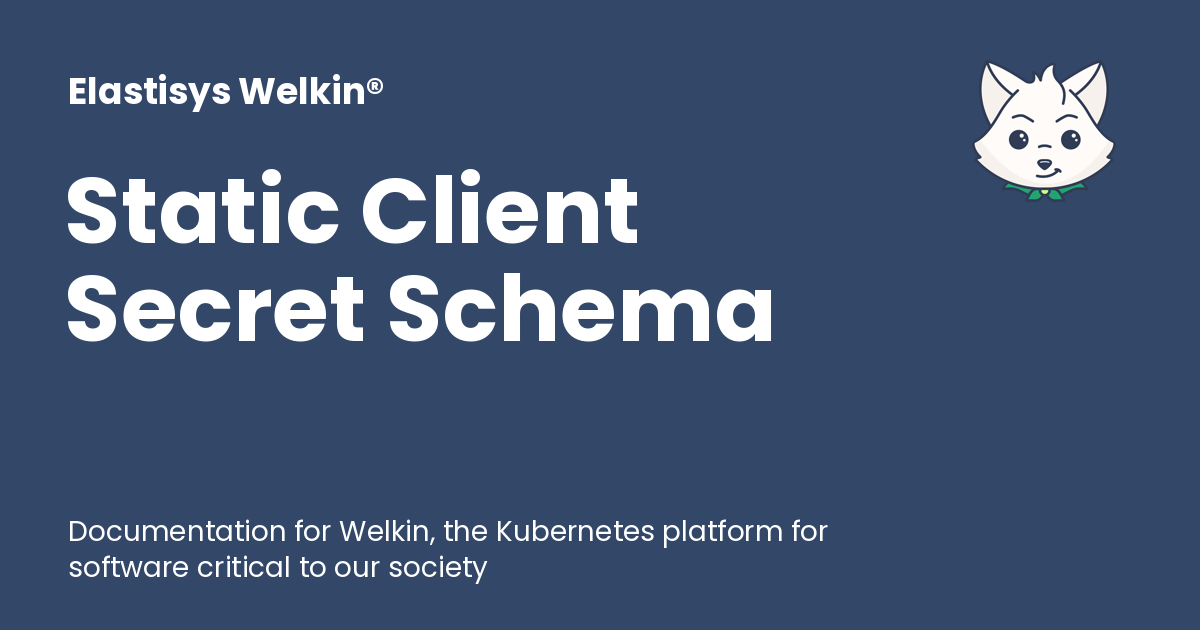 Elastisys Welkin®
Static Client
Secret Schema
Documentation for Welkin, the Kubernetes platform for
software critical to our society